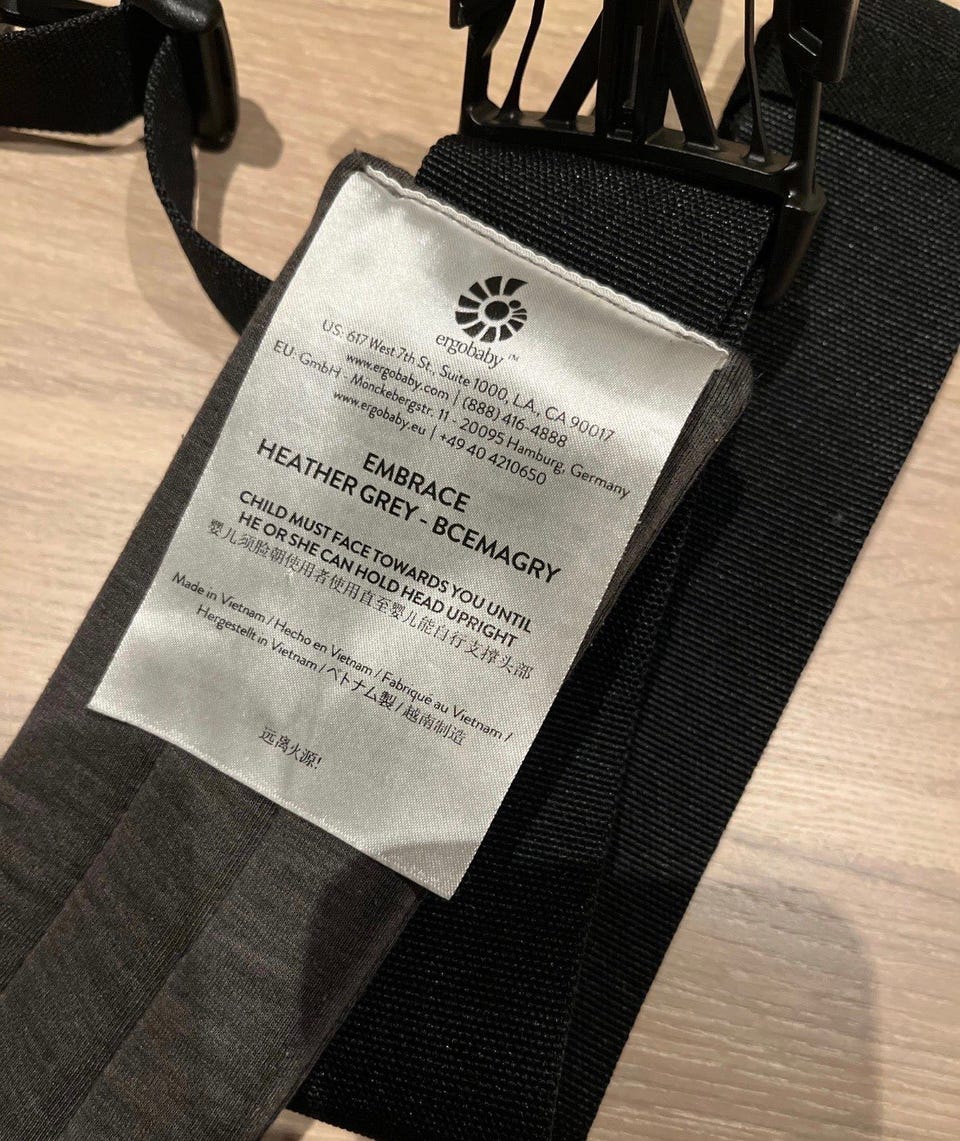 ergobaby™
US: 617 West 7th St., Suite 1000, L.A., CA 90017
www.ergobaby.com | (888) 416-4888
EU: GmbH - Monckebergstr. 11 - 20095 Hamburg, Germany
www.ergobaby.eu | +49 40 4210650
EMBRACE
HEATHER GREY - BCEMAGRY
CHILD MUST FACE TOWARDS YOU UNTIL
HE OR SHE CAN HOLD HEAD UPRIGHT
婴儿须脸朝使用者使用直至婴儿能自行支撑头部
Made in Vietnam / Hecho en Vietnam / Fabriqué au Vietnam /
Hergestellt in Vietnam / ベトナム製 / 越南制造
远离火源!